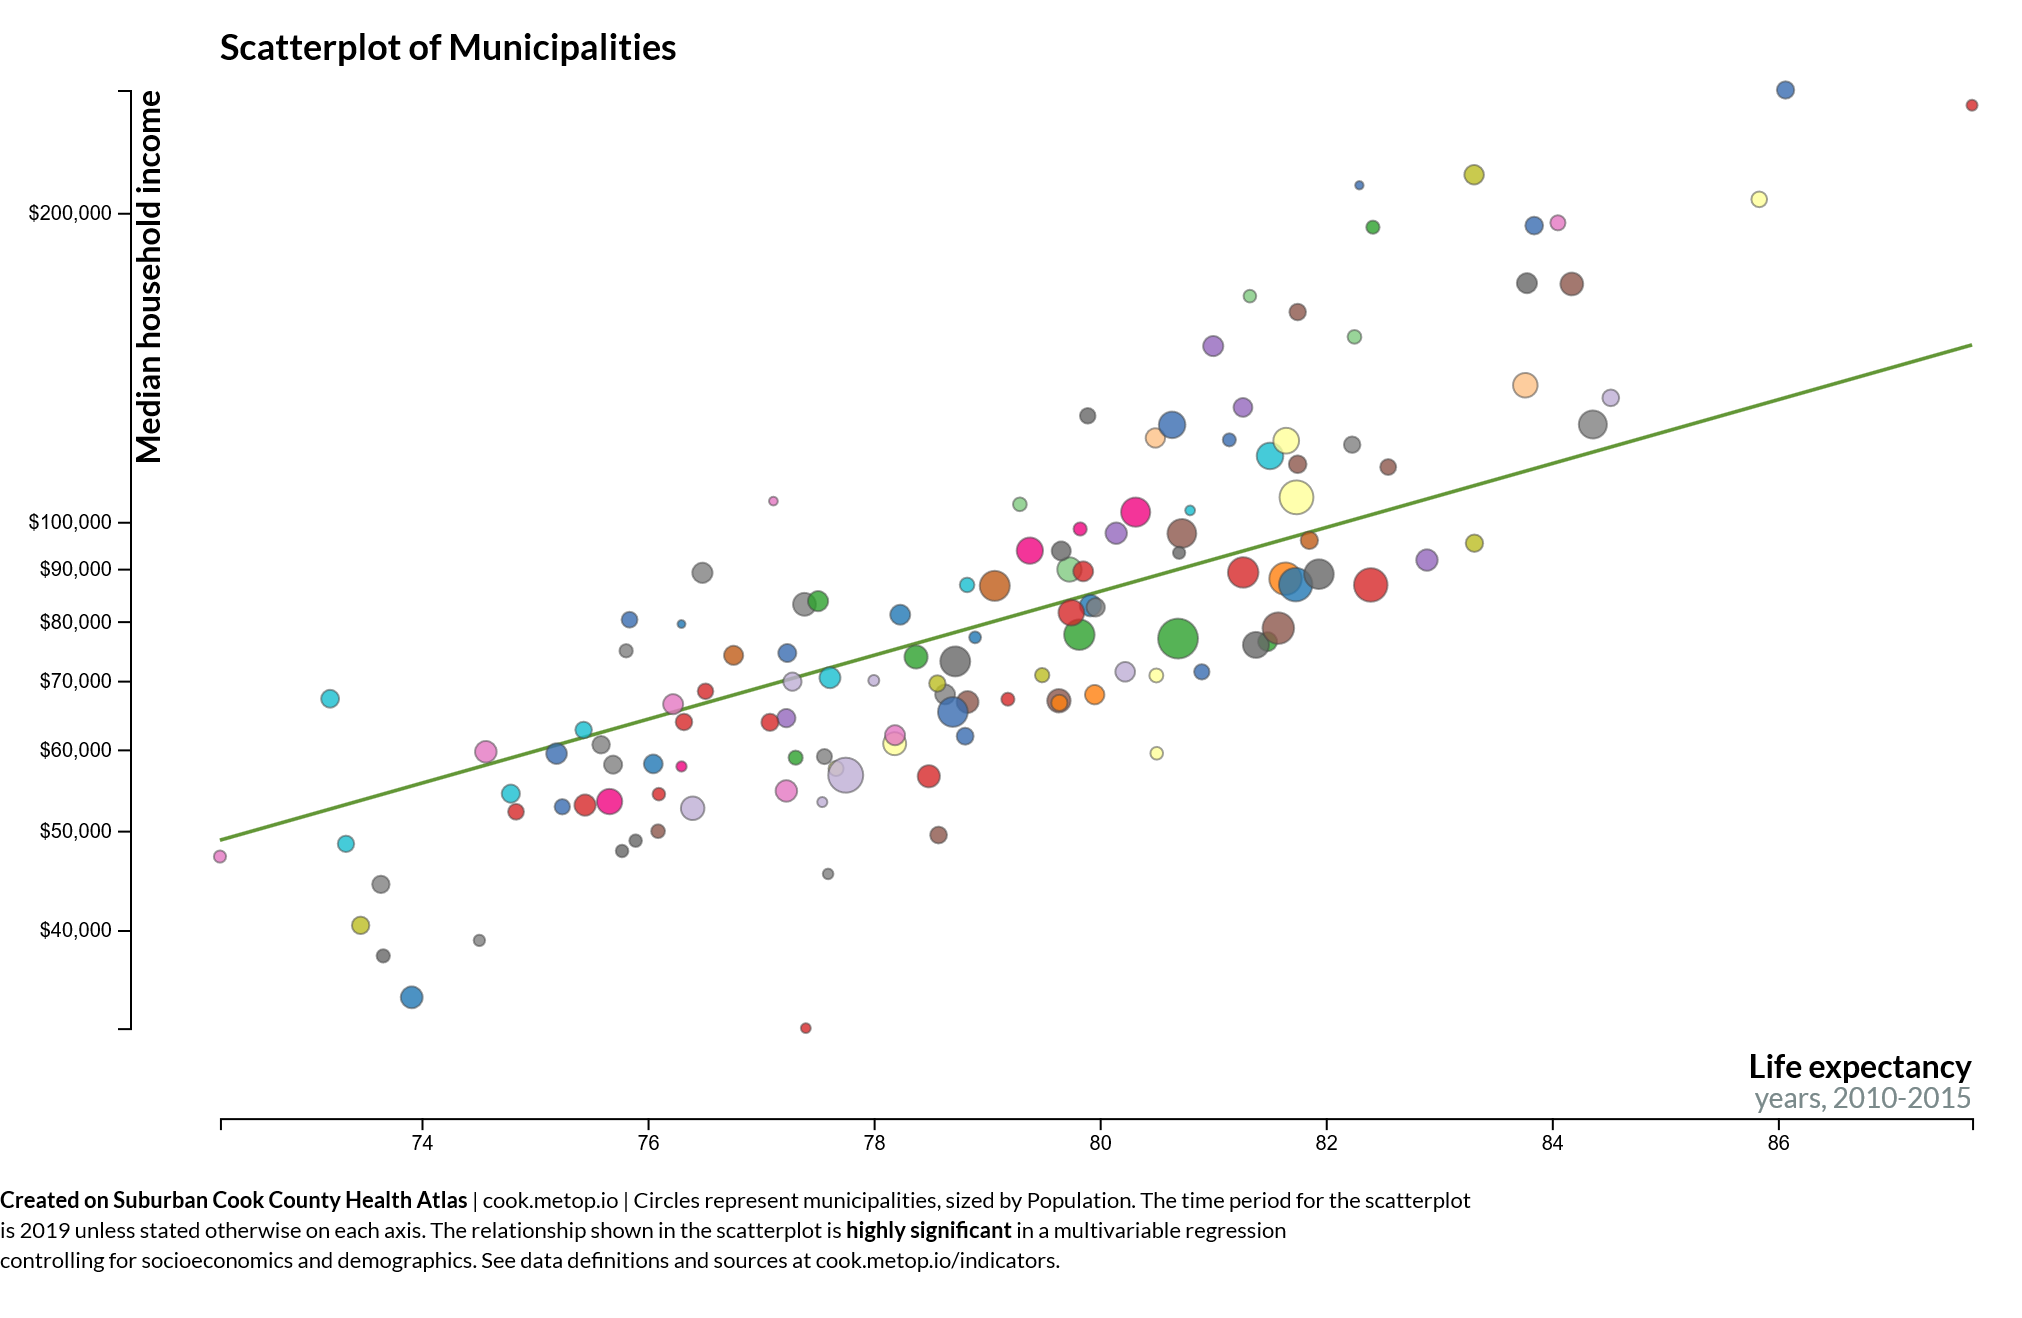 Scatterplot of Municipalities
Median household income
$200,000
$100,000
$90,000
$80,000
$70,000
$60,000
$50,000
$40,000
Life expectancy
years, 2010-2015
74 76 78 80 82 84 86
Created on Suburban Cook County Health Atlas | cook.metop.io | Circles represent municipalities, sized by Population. The time period for the scatterplot
is 2019 unless stated otherwise on each axis. The relationship shown in the scatterplot is highly significant in a multivariable regression
controlling for socioeconomics and demographics. See data definitions and sources at cook.metop.io/indicators.